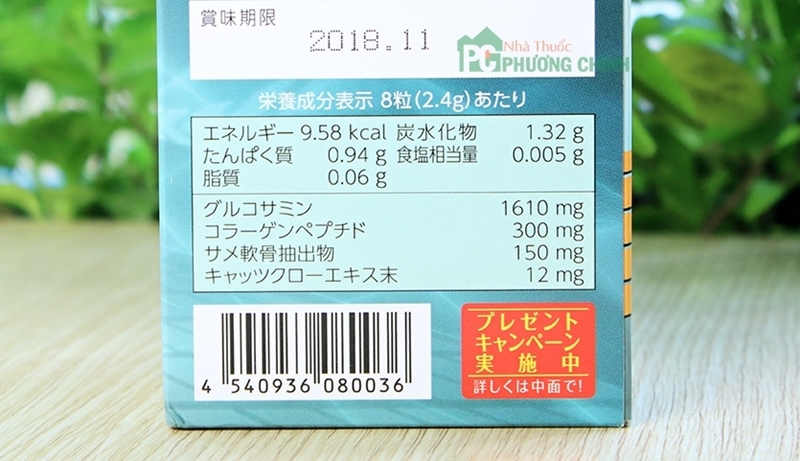 賞味期限
2018.11
Nhà Thuốc
PHƯƠNG CHÍNH
栄養成分表示 8粒(2.4g)あたり
エネルギー 9.58 kcal 炭水化物 1.32 g
たんぱく質 0.94 g 食塩相当量 0.005 g
脂質 0.06 g
グルコサミン 1610 mg
コラーゲンペプチド 300 mg
サメ軟骨抽出物 150 mg
キャッツクローエキス末 12 mg
4 540936 080036
プレゼント
キャンペーン
実施中
詳しくは中面で!